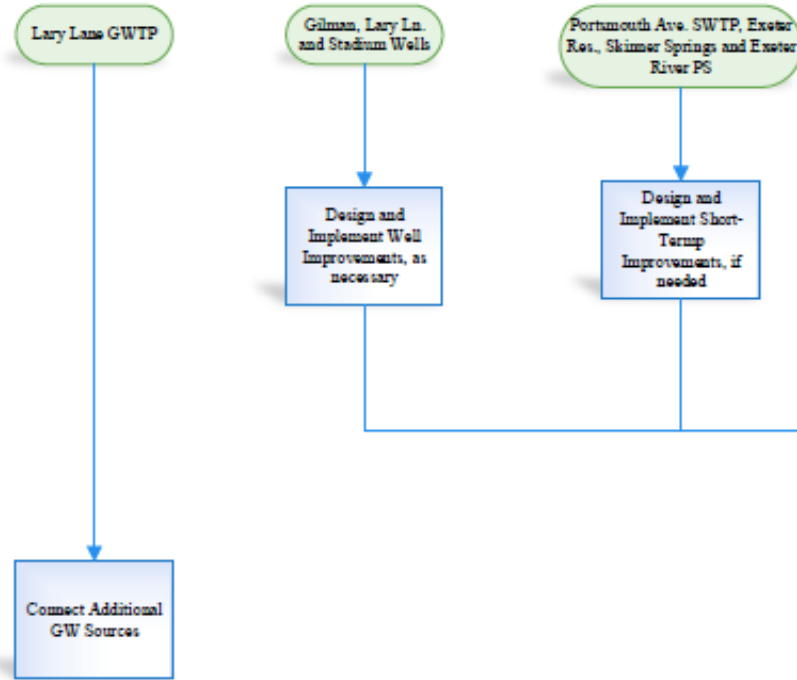 Lary Lane GWTP
Gilman, Lary Ln.
and Stadium Wells
Portsmouth Ave. SWTP, Exeter
Res., Skinner Springs and Exeter
River PS
Design and
Implement Well
Improvements, as
necessary
Design and
Implement Short-
Termp
Improvements, if
needed
Connect Additional
GW Sources